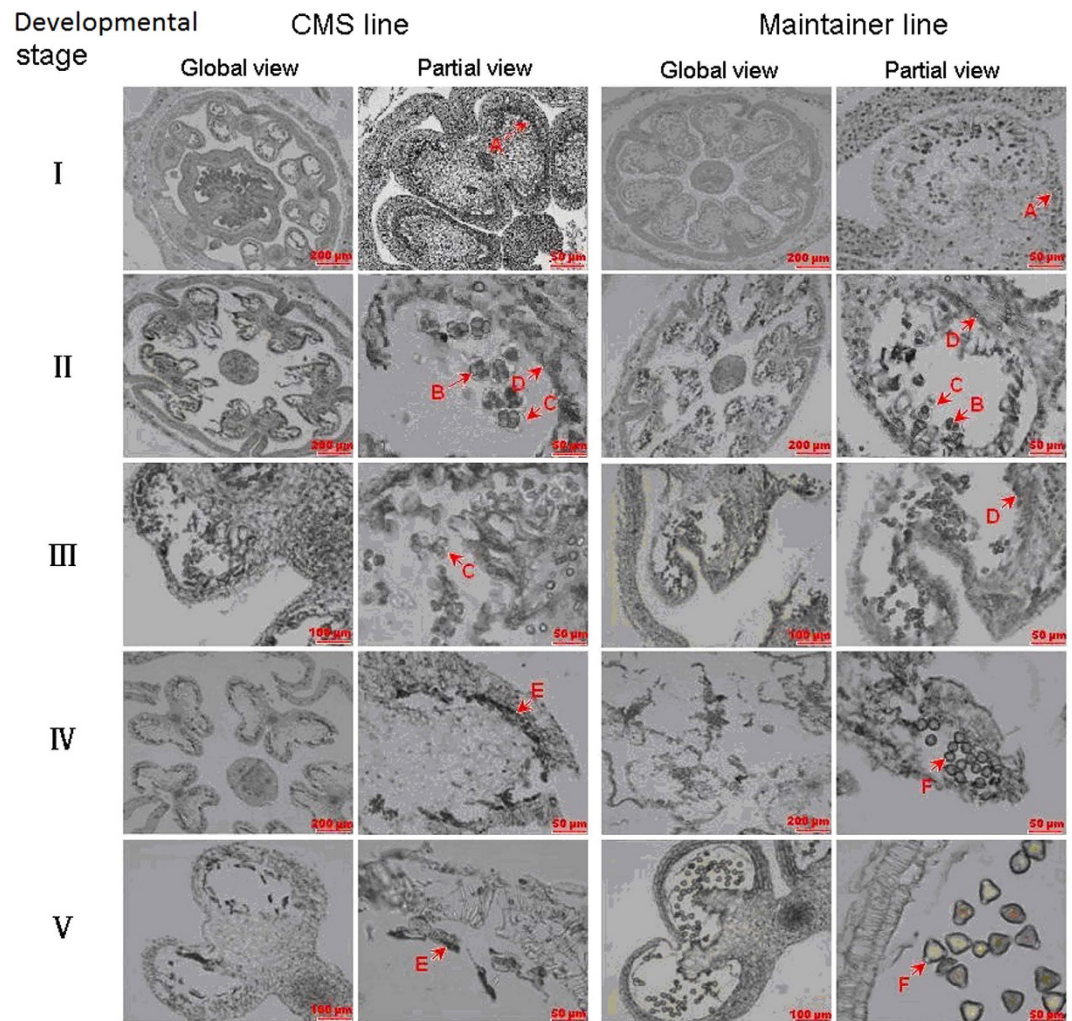 Developmental stage
CMS line
Maintainer line
Global view
Partial view
Global view
Partial view
I
A
200 μm
50 μm
200 μm
A
50 μm
II
B
D
C
200 μm
50 μm
200 μm
D
C
B
50 μm
III
C
100 μm
50 μm
100 μm
D
50 μm
IV
E
200 μm
50 μm
200 μm
F
50 μm
V
E
100 μm
50 μm
100 μm
F
50 μm